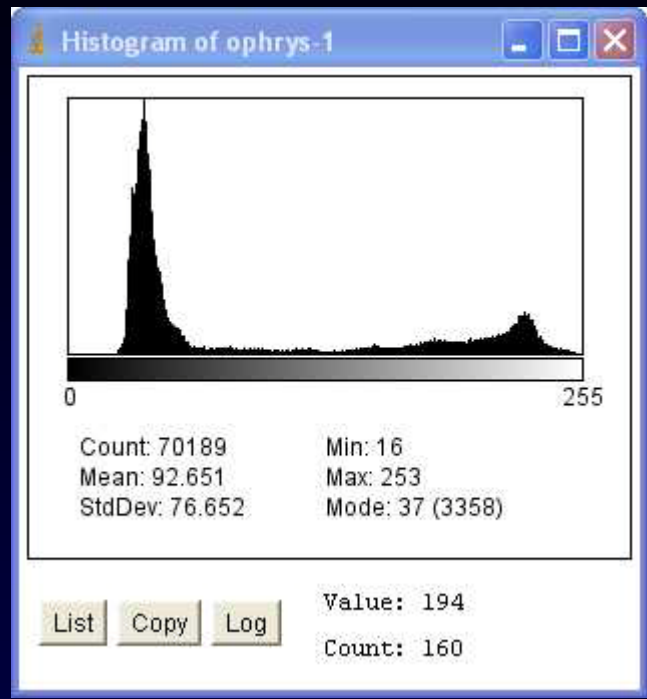 Histogram of ophrys-1
0 255
Count: 70189 Min: 16
Mean: 92.651 Max: 253
StdDev: 76.652 Mode: 37 (3358)
List Copy Log Value: 194
Count: 160